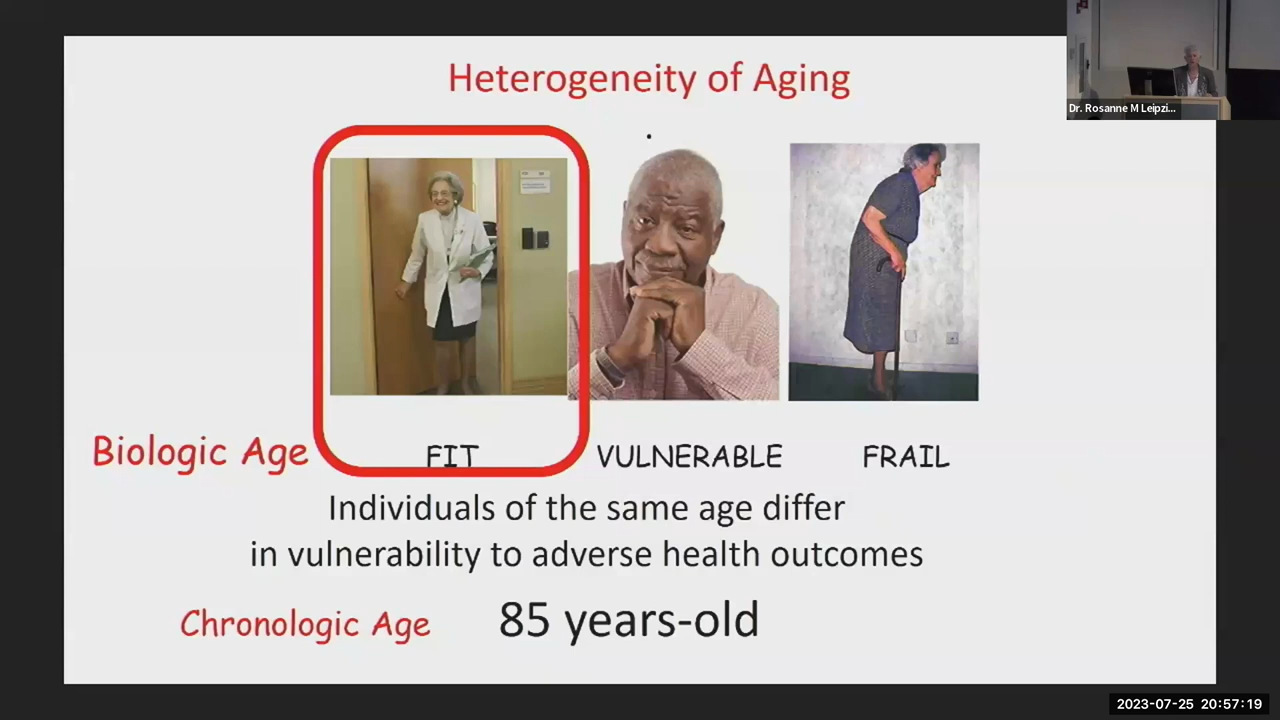 Heterogeneity of Aging
Dr. Rosanne M Leipzi...
Biologic Age
FIT
VULNERABLE
FRAIL
Individuals of the same age differ
in vulnerability to adverse health outcomes
Chronologic Age
85 years-old
2023-07-25 20:57:19